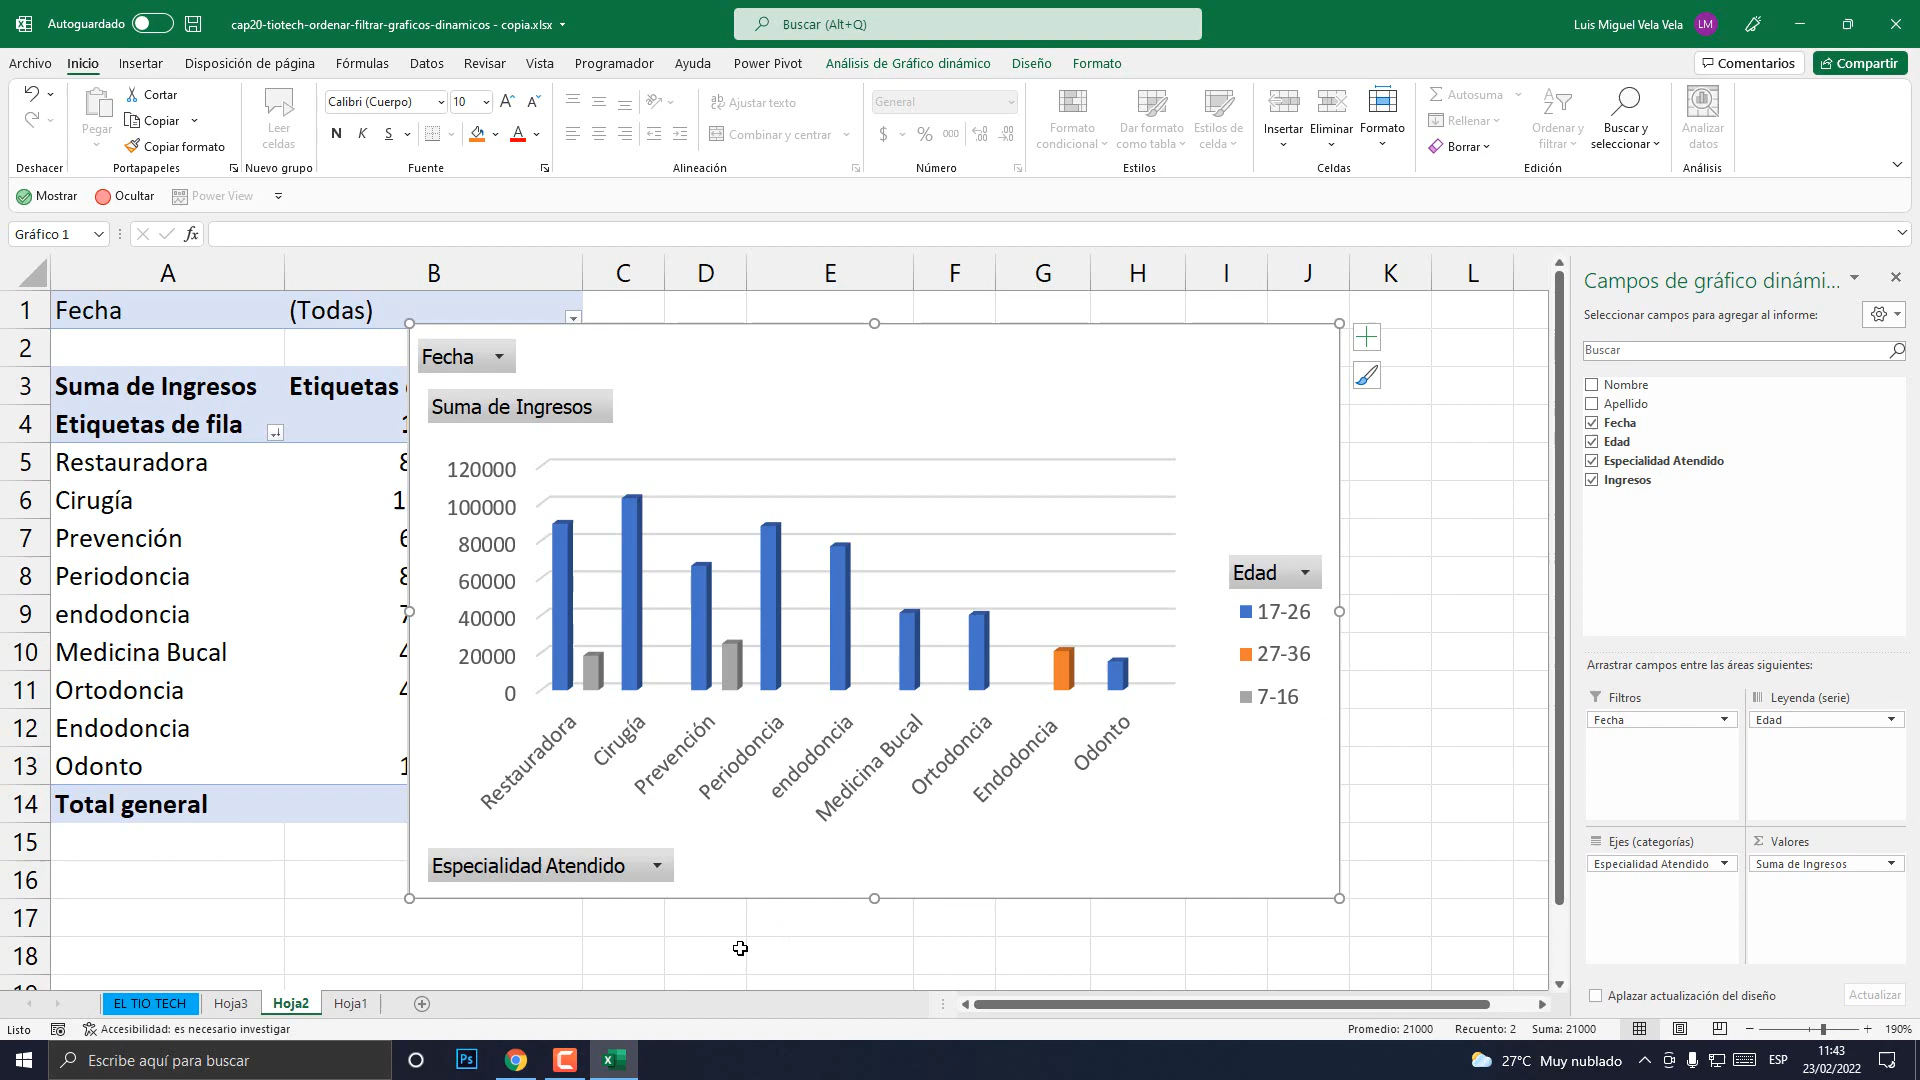 Autoguardado cap20-tiotech-ordenar-filtrar-graficos-dinamicos - copia.xlsx Buscar (Alt+Q) Luis Miguel Vela Vela LM
Archivo Inicio Insertar Disposición de página Fórmulas Datos Revisar Vista Programador Ayuda Power Pivot Análisis de Gráfico dinámico Diseño Formato Comentarios Compartir
Pegar Cortar Copiar Copiar formato
Leer celdas
Calibri (Cuerpo) 10 A A
N K S A
Ajustar texto
Combinar y centrar
General
$ % 000
Formato condicional Dar formato como tabla Estilos de celda
Insertar Eliminar Formato
Autosuma
Rellenar
Borrar
Ordenar y filtrar Buscar y seleccionar
Analizar datos
Deshacer Portapapeles Nuevo grupo Fuente Alineación Número Estilos Celdas Edición Análisis
Mostrar Ocultar Power View
Gráfico 1 fx
A B C D E F G H I J K L
1 Fecha (Todas)
2
3 Suma de Ingresos Etiquetas
4 Etiquetas de fila 1
5 Restauradora 8
6 Cirugía 1
7 Prevención 6
8 Periodoncia 8
9 endodoncia 7
10 Medicina Bucal 4
11 Ortodoncia 4
12 Endodoncia
13 Odonto 1
14 Total general
15
16
17
18
Fecha
Suma de Ingresos
120000
100000
80000
60000
40000
20000
0
Restauradora Cirugía Prevención Periodoncia endodoncia Medicina Bucal Ortodoncia Endodoncia Odonto
Edad
17-26
27-36
7-16
Especialidad Atendido
Campos de gráfico dinámi...
Seleccionar campos para agregar al informe:
Buscar
Nombre
Apellido
Fecha
Edad
Especialidad Atendido
Ingresos
Arrastrar campos entre las áreas siguientes:
Filtros Leyenda (serie)
Fecha Edad
Ejes (categorías) Σ Valores
Especialidad Atendido Suma de Ingresos
Aplazar actualización del diseño Actualizar
EL TIO TECH Hoja3 Hoja2 Hoja1
Listo Accesibilidad: es necesario investigar Promedio: 21000 Recuento: 2 Suma: 21000 190%
Escribe aquí para buscar Ps 27°C Muy nublado ESP 11:43
23/02/2022